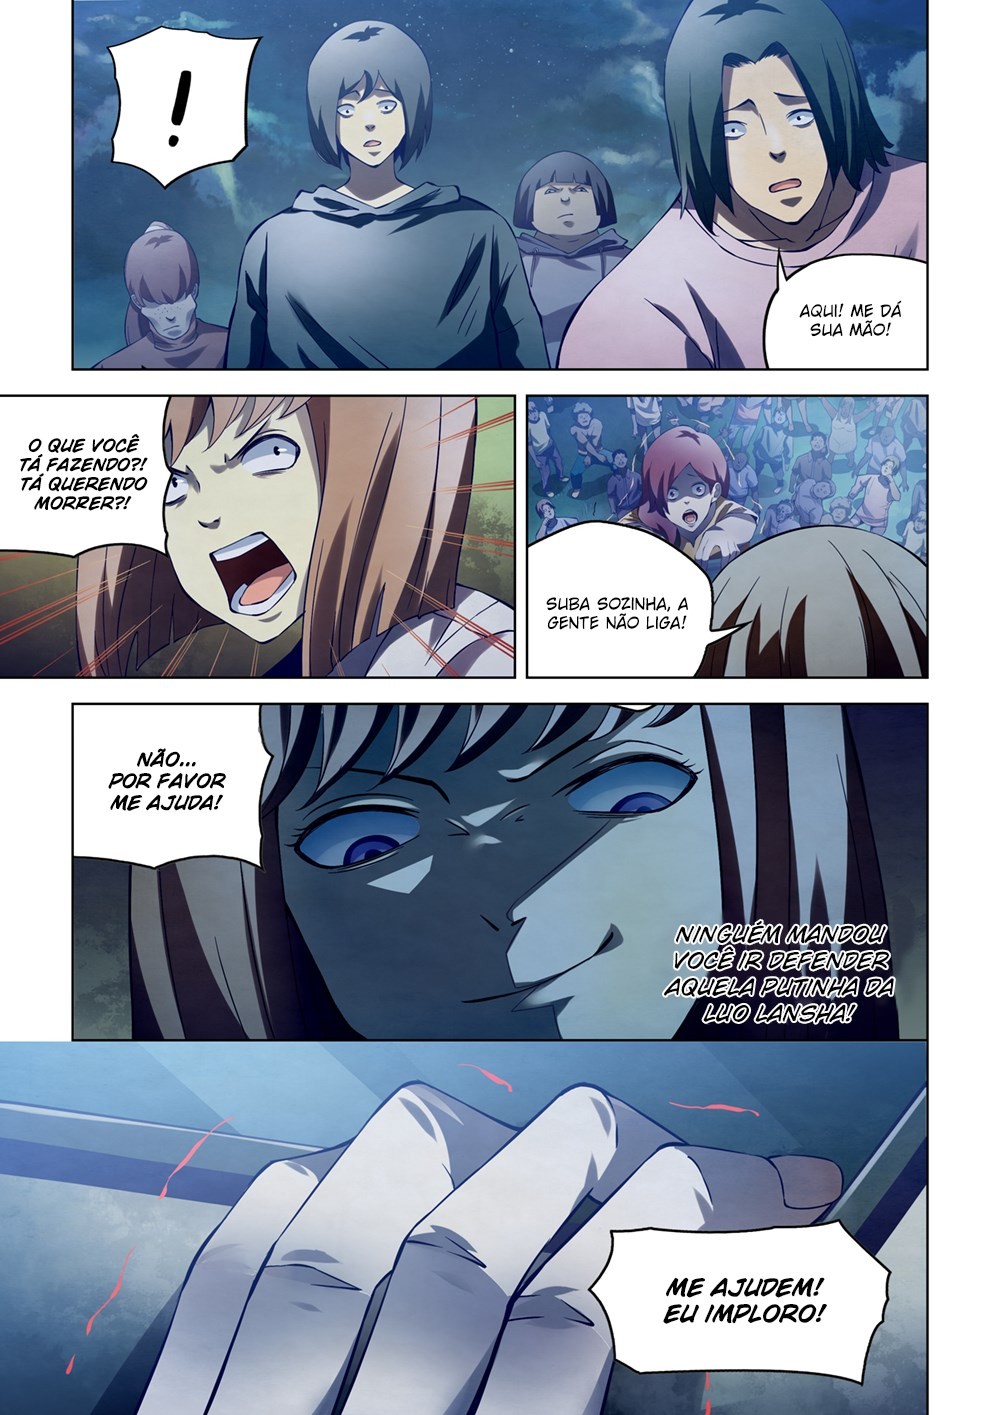 !
AQUI! ME DÁ
SUA MÃO!
O QUE VOCÊ
TÁ FAZENDO?!
TÁ QUERENDO
MORRER?!
SUBA SOZINHA, A
GENTE NÃO LIGA!
NÃO...
POR FAVOR
ME AJUDA!
NINGUÉM MANDOU
VOCÊ IR DEFENDER
AQUELA PUTINHA DA
LUO LANSHA!
ME AJUDEM!
EU IMPLORO!